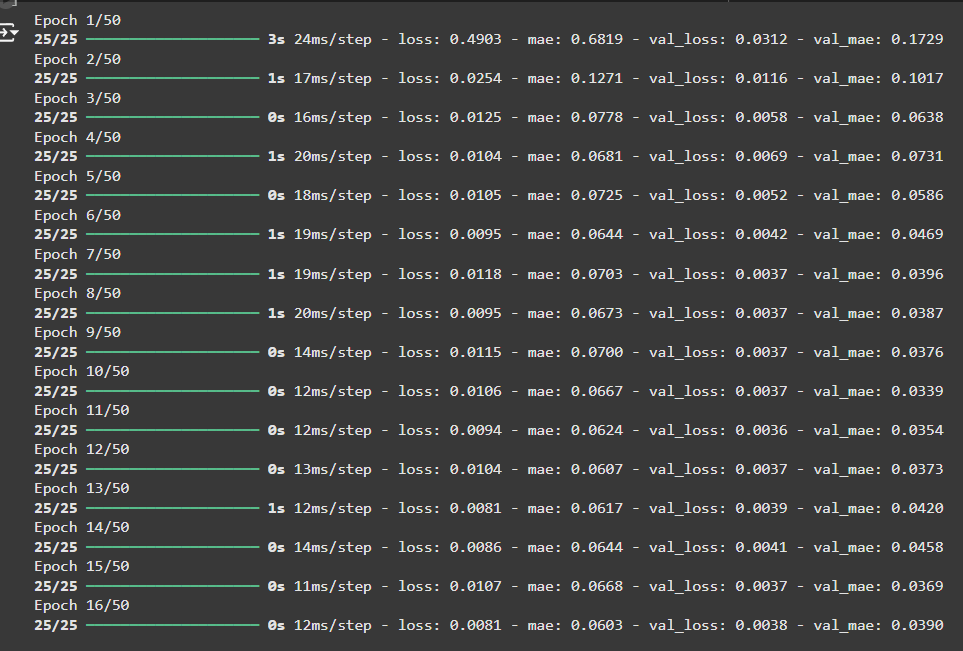 Epoch 1/50
25/25 ━━━━━━━━━━━━━━━━━━━━ 3s 24ms/step - loss: 0.4903 - mae: 0.6819 - val_loss: 0.0312 - val_mae: 0.1729
Epoch 2/50
25/25 ━━━━━━━━━━━━━━━━━━━━ 1s 17ms/step - loss: 0.0254 - mae: 0.1271 - val_loss: 0.0116 - val_mae: 0.1017
Epoch 3/50
25/25 ━━━━━━━━━━━━━━━━━━━━ 0s 16ms/step - loss: 0.0125 - mae: 0.0778 - val_loss: 0.0058 - val_mae: 0.0638
Epoch 4/50
25/25 ━━━━━━━━━━━━━━━━━━━━ 1s 20ms/step - loss: 0.0104 - mae: 0.0681 - val_loss: 0.0069 - val_mae: 0.0731
Epoch 5/50
25/25 ━━━━━━━━━━━━━━━━━━━━ 0s 18ms/step - loss: 0.0105 - mae: 0.0725 - val_loss: 0.0052 - val_mae: 0.0586
Epoch 6/50
25/25 ━━━━━━━━━━━━━━━━━━━━ 1s 19ms/step - loss: 0.0095 - mae: 0.0644 - val_loss: 0.0042 - val_mae: 0.0469
Epoch 7/50
25/25 ━━━━━━━━━━━━━━━━━━━━ 1s 19ms/step - loss: 0.0118 - mae: 0.0703 - val_loss: 0.0037 - val_mae: 0.0396
Epoch 8/50
25/25 ━━━━━━━━━━━━━━━━━━━━ 1s 20ms/step - loss: 0.0095 - mae: 0.0673 - val_loss: 0.0037 - val_mae: 0.0387
Epoch 9/50
25/25 ━━━━━━━━━━━━━━━━━━━━ 0s 14ms/step - loss: 0.0115 - mae: 0.0700 - val_loss: 0.0037 - val_mae: 0.0376
Epoch 10/50
25/25 ━━━━━━━━━━━━━━━━━━━━ 0s 12ms/step - loss: 0.0106 - mae: 0.0667 - val_loss: 0.0037 - val_mae: 0.0339
Epoch 11/50
25/25 ━━━━━━━━━━━━━━━━━━━━ 0s 12ms/step - loss: 0.0094 - mae: 0.0624 - val_loss: 0.0036 - val_mae: 0.0354
Epoch 12/50
25/25 ━━━━━━━━━━━━━━━━━━━━ 0s 13ms/step - loss: 0.0104 - mae: 0.0607 - val_loss: 0.0037 - val_mae: 0.0373
Epoch 13/50
25/25 ━━━━━━━━━━━━━━━━━━━━ 1s 12ms/step - loss: 0.0081 - mae: 0.0617 - val_loss: 0.0039 - val_mae: 0.0420
Epoch 14/50
25/25 ━━━━━━━━━━━━━━━━━━━━ 0s 14ms/step - loss: 0.0086 - mae: 0.0644 - val_loss: 0.0041 - val_mae: 0.0458
Epoch 15/50
25/25 ━━━━━━━━━━━━━━━━━━━━ 0s 11ms/step - loss: 0.0107 - mae: 0.0668 - val_loss: 0.0037 - val_mae: 0.0369
Epoch 16/50
25/25 ━━━━━━━━━━━━━━━━━━━━ 0s 12ms/step - loss: 0.0081 - mae: 0.0603 - val_loss: 0.0038 - val_mae: 0.0390